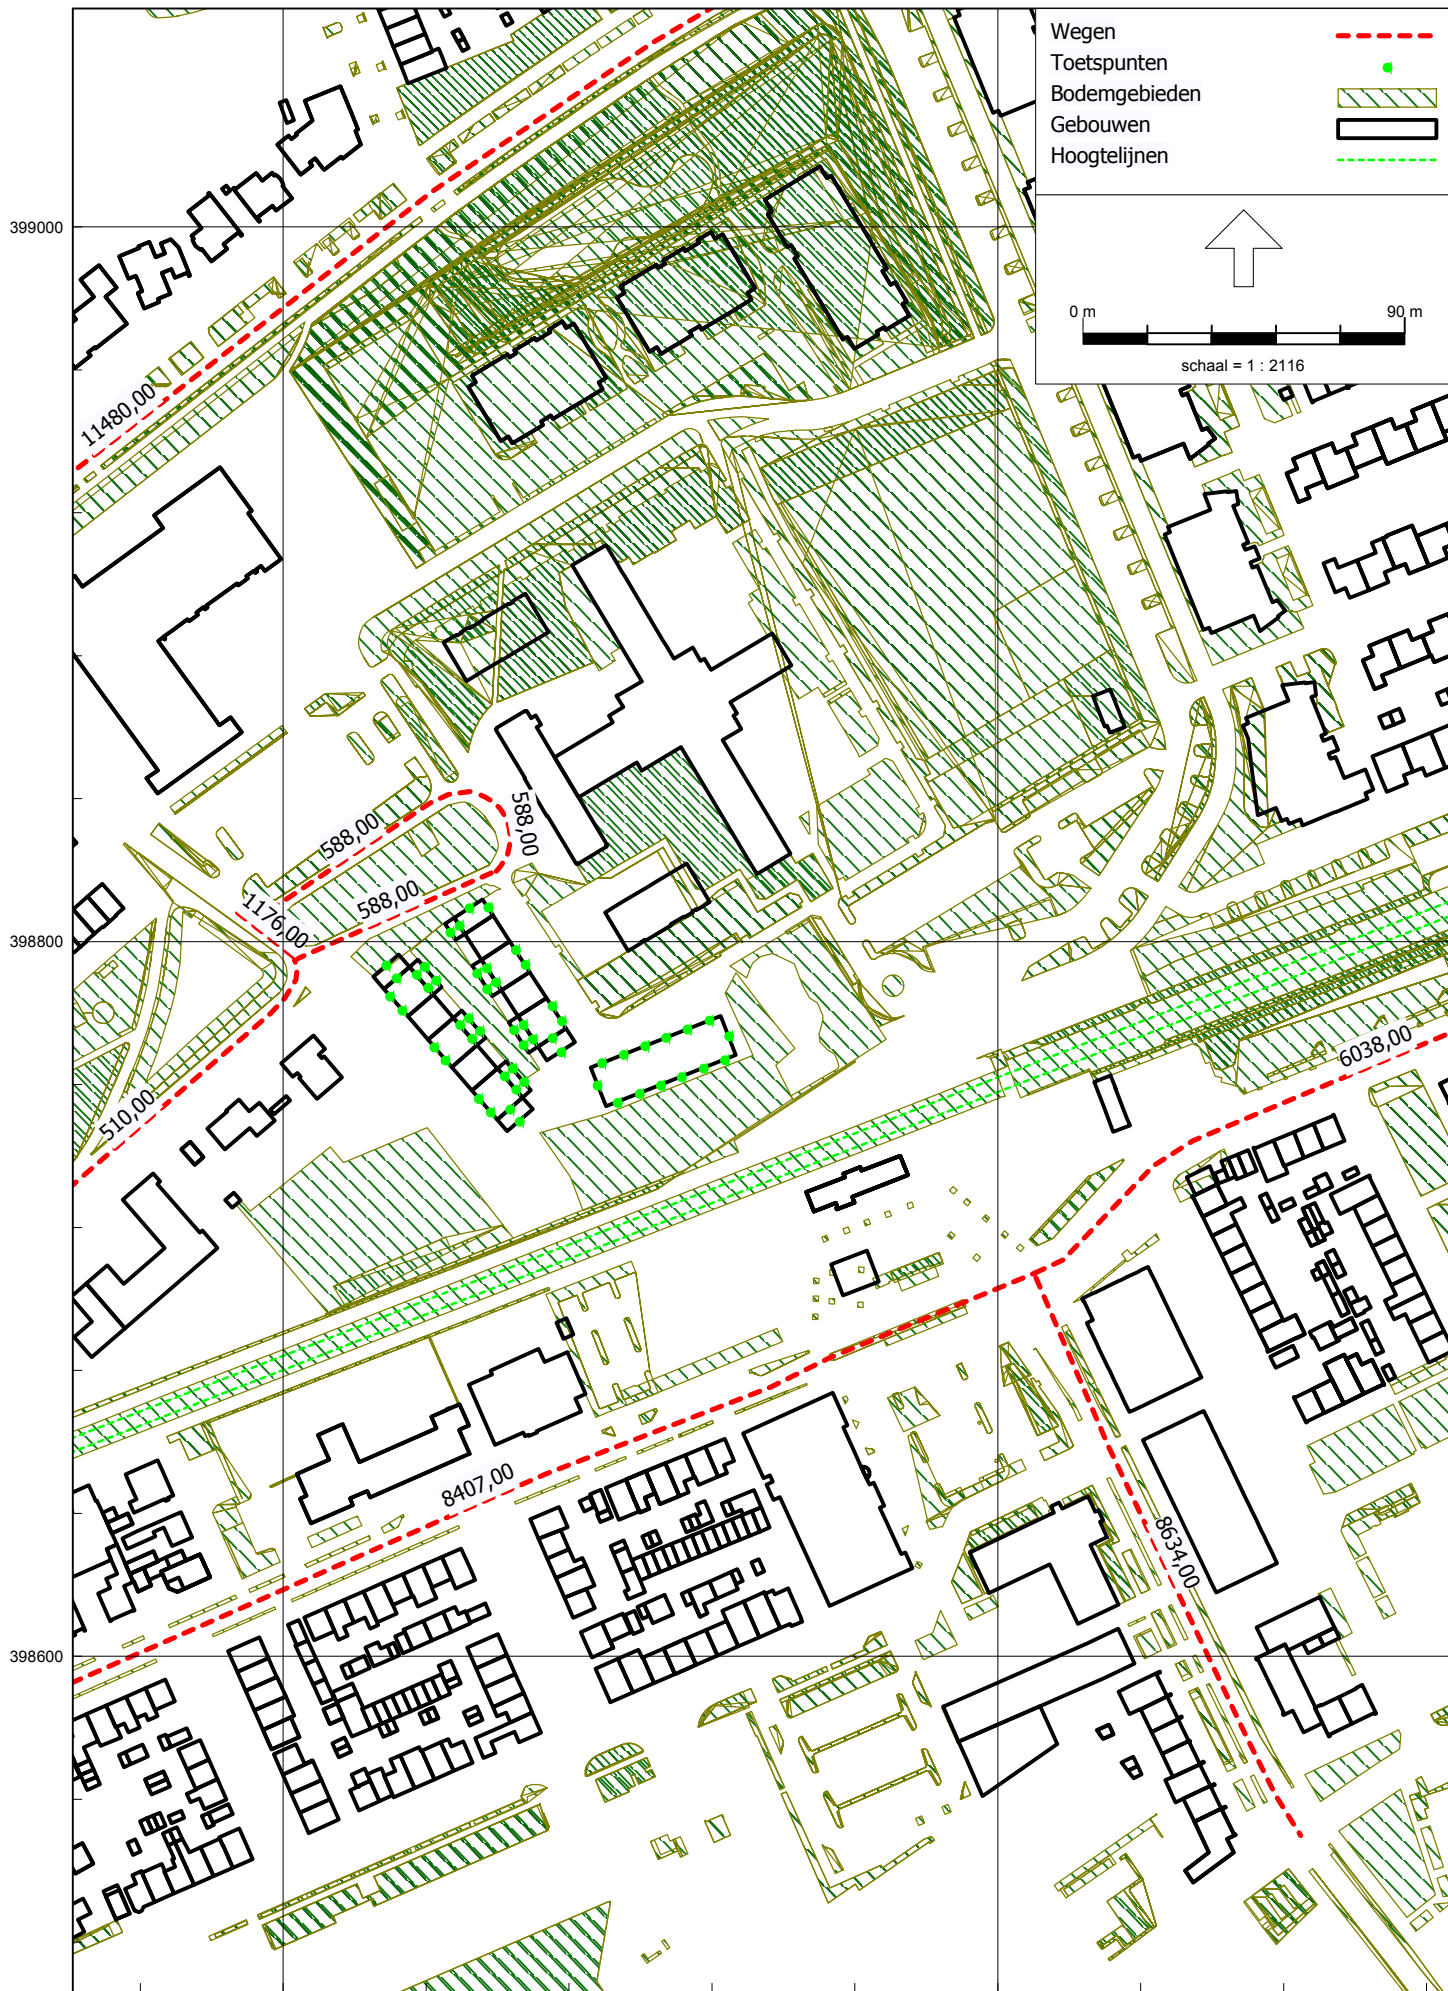 Wegen
Toetspunten
Bodemgebieden
Gebouwen
Hoogtelijnen
0 m 90 m
schaal = 1 : 2116
399000
11480,00
588,00
588,00
588,00
1176,00
398800
510,00
6038,00
8407,00
8634,00
398600